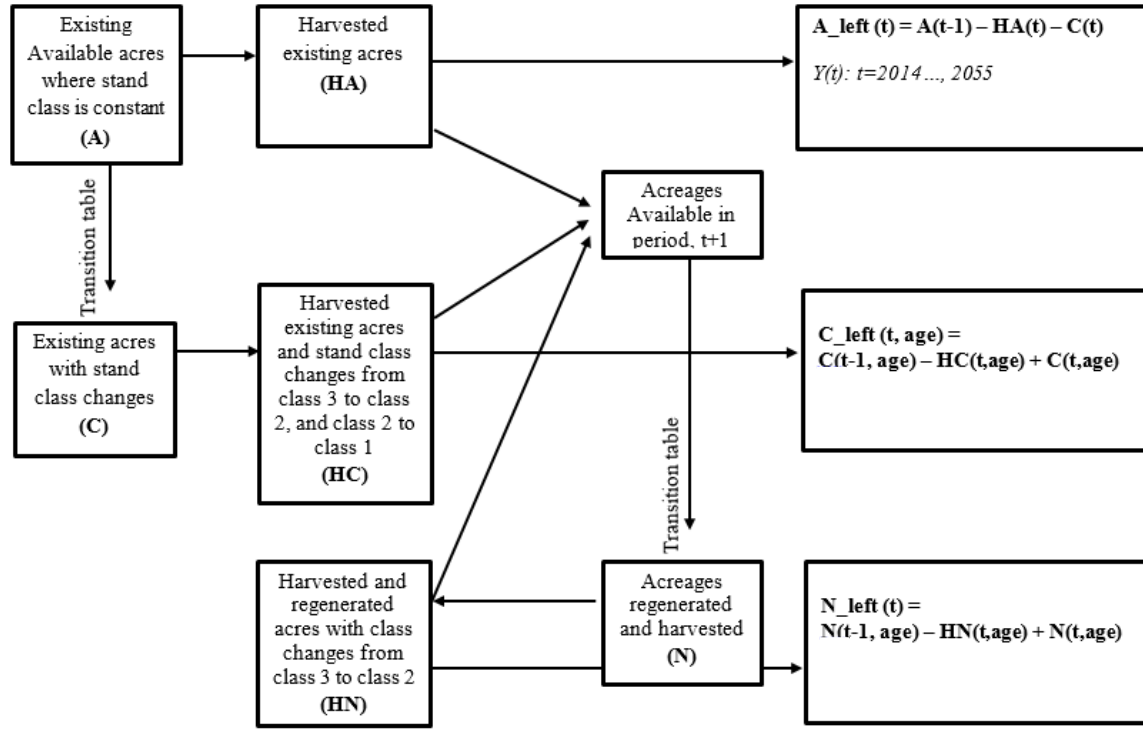 Existing
Available acres
where stand
class is constant
(A)
Harvested
existing acres
(HA)
A_left (t) = A(t-1) – HA(t) – C(t)
Y(t): t=2014…, 2055
Transition table
Acreages
Available in
period, t+1
Existing acres
with stand
class changes
(C)
Harvested
existing acres
and stand class
changes from
class 3 to class
2, and class 2 to
class 1
(HC)
C_left (t, age) =
C(t-1, age) – HC(t,age) + C(t,age)
Transition table
Harvested and
regenerated
acres with class
changes from
class 3 to class 2
(HN)
Acreages
regenerated
and harvested
(N)
N_left (t) =
N(t-1, age) – HN(t,age) + N(t,age)